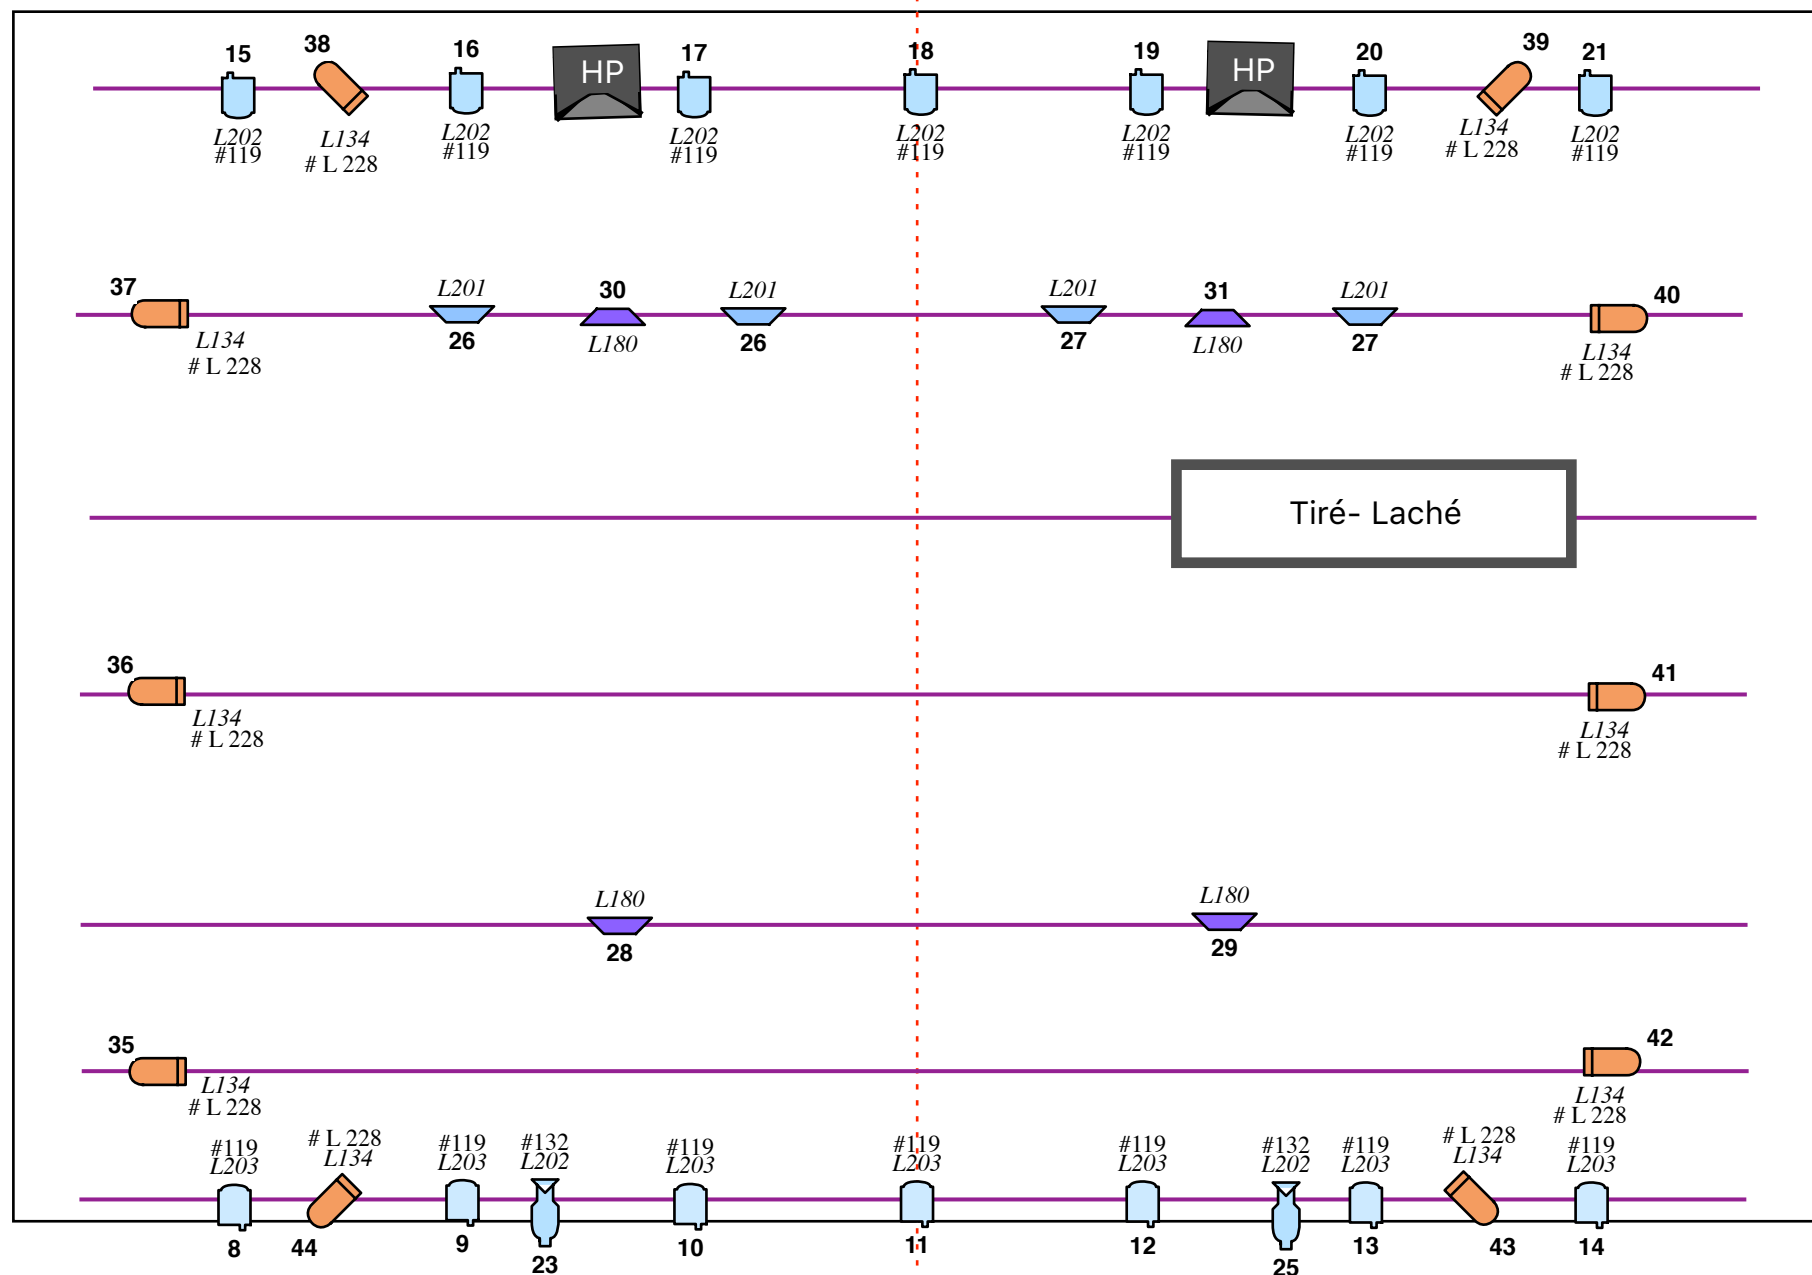 15 38 16 HP 17 18 19 HP 20 39 21
L202 L134 L202 L202 L202 L202 L202 L134 L202
#119 # L 228 #119 #119 #119 #119 #119 # L 228 #119
37 L201 30 L201 L201 31 L201 40
L134 26 L180 26 27 L180 27 L134
# L 228 # L 228
Tiré- Laché
36 41
L134 L134
# L 228 # L 228
L180 L180
28 29
35 42
L134 L134
# L 228 # L 228
#119 # L 228 #119 #132 #119 #119 #119 #132 #119 # L 228 #119
L203 L134 L203 L202 L203 L203 L203 L202 L203 L134 L203
8 44 9 23 10 11 12 25 13 43 14